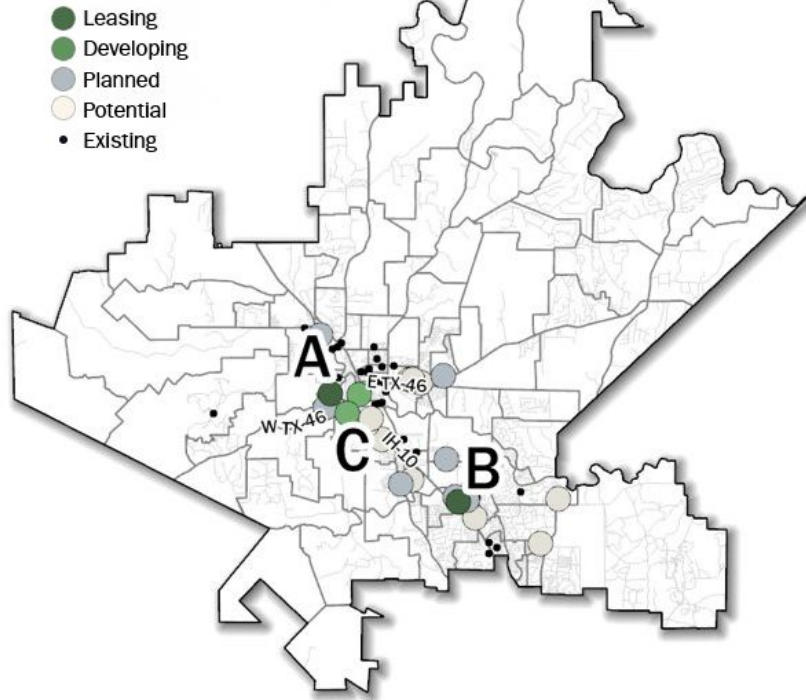 Leasing
Developing
Planned
Potential
Existing
A
E TX-46
W TX-46
C
IH-10
B